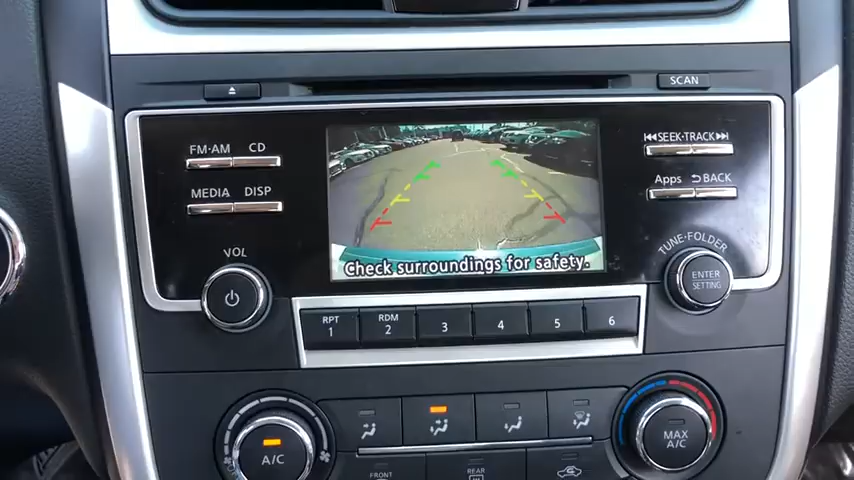 SCAN
FM·AM CD
SEEK·TRACK
MEDIA DISP
Apps BACK
VOL
TUNE·FOLDER
ENTER
SETTING
Check surroundings for safety.
RPT
1
RDM
2
3
4
5
6
A/C
MAX
A/C
FRONT
REAR